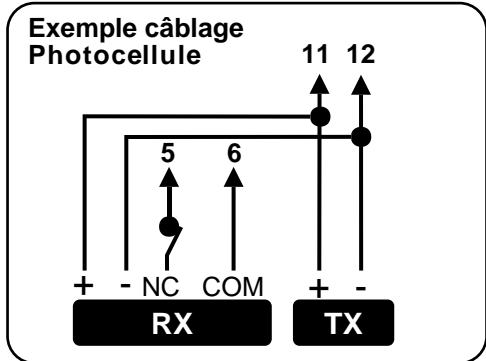 Exemple câblage
Photocellule
11 12
5 6
+ - NC COM + -
RX TX